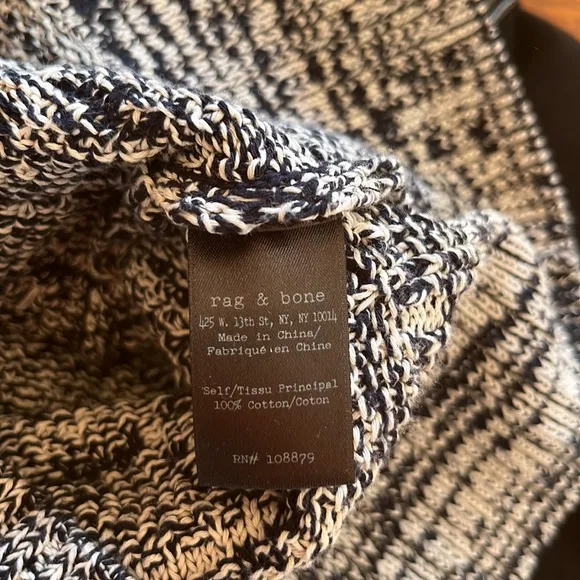 rag & bone
425 W. 13th St, NY, NY 10014
Made in China/
Fabriqué en Chine
Self/Tissu Principal
100% Cotton/Coton
RN# 108879